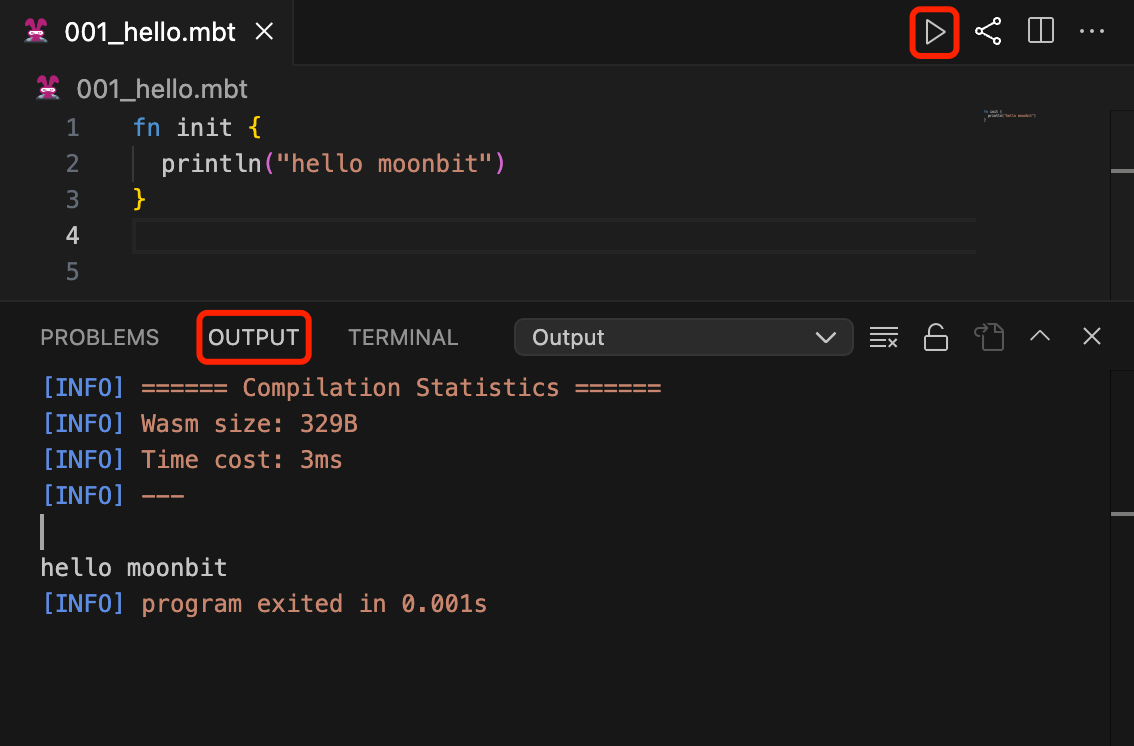 001_hello.mbt
001_hello.mbt
1 fn init {
2   println("hello moonbit")
3 }
4
5
PROBLEMS OUTPUT TERMINAL Output
[INFO] ====== Compilation Statistics ======
[INFO] Wasm size: 329B
[INFO] Time cost: 3ms
[INFO] ---
hello moonbit
[INFO] program exited in 0.001s